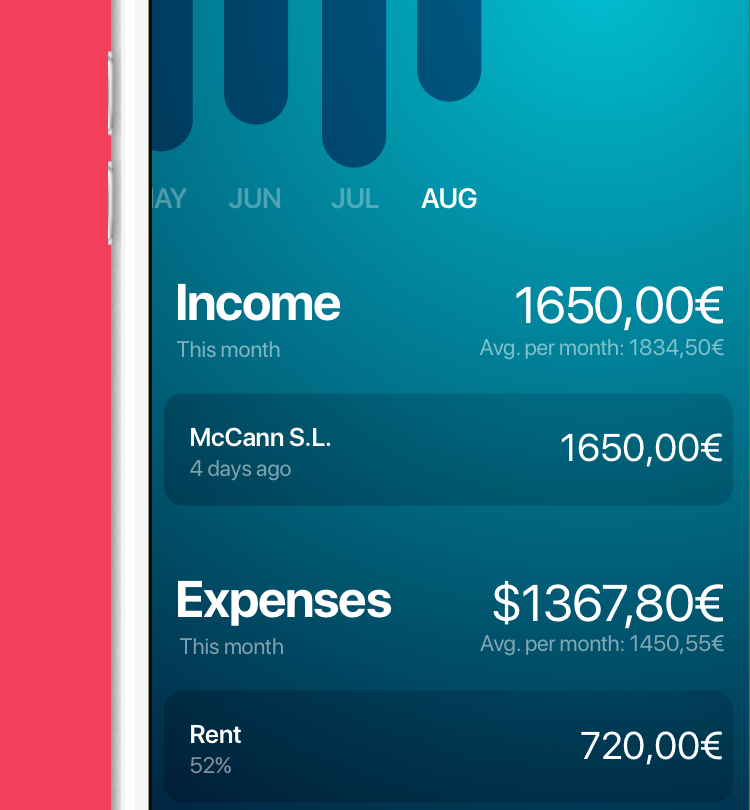 AY JUN JUL AUG
Income 1650,00€
This month Avg. per month: 1834,50€
McCann S.L. 1650,00€
4 days ago
Expenses $1367,80€
This month Avg. per month: 1450,55€
Rent 720,00€
52%